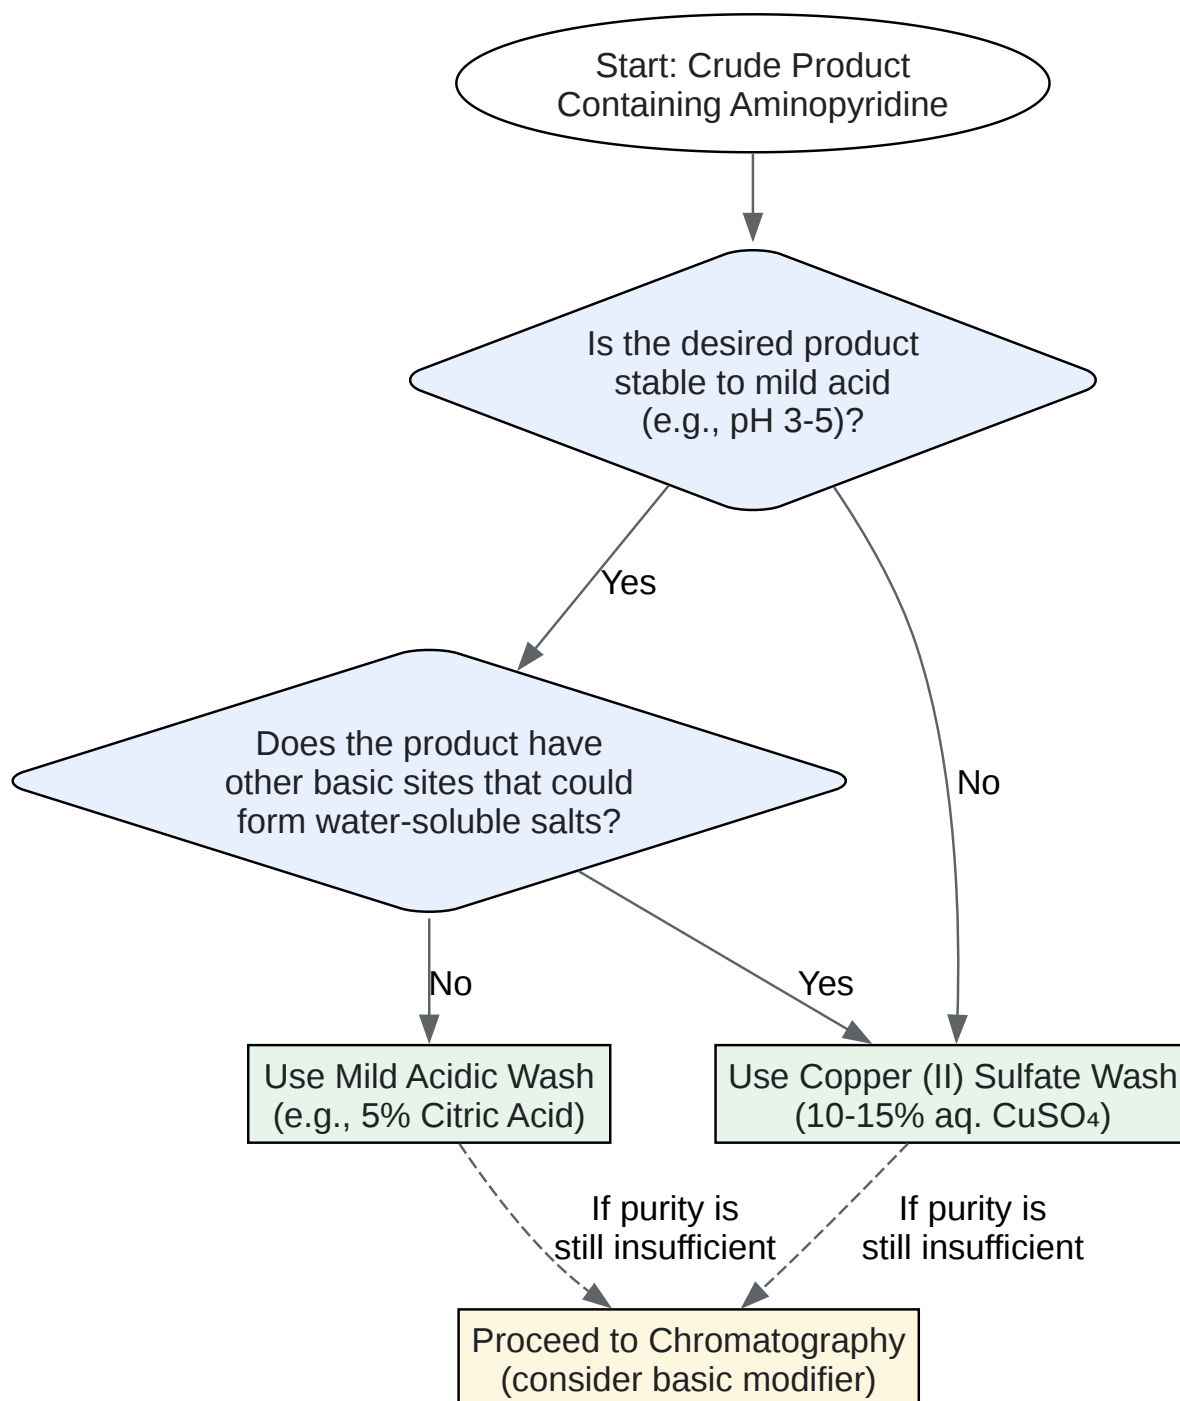 Start: Crude Product
Containing Aminopyridine
Is the desired product
stable to mild acid
(e.g., pH 3-5)?
Yes
Does the product have
other basic sites that could
form water-soluble salts?
No
No
Yes
Use Mild Acidic Wash
(e.g., 5% Citric Acid)
Use Copper (II) Sulfate Wash
(10-15% aq. CuSO₄)
If purity is
still insufficient
If purity is
still insufficient
Proceed to Chromatography
(consider basic modifier)